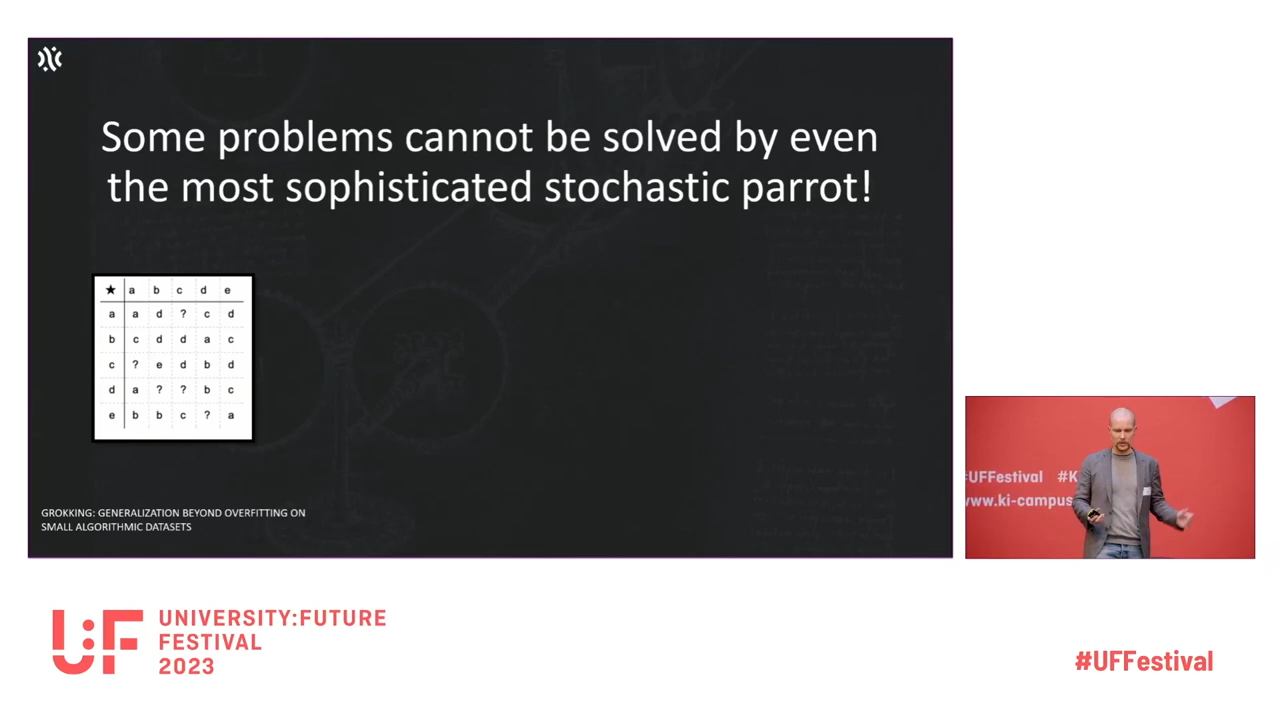 Some problems cannot be solved by even
the most sophisticated stochastic parrot!
★ a b c d e
a a d ? c d
b c d d a c
c ? e d b d
d a ? ? b c
e b b c ? a
GROKKING: GENERALIZATION BEYOND OVERFITTING ON
SMALL ALGORITHMIC DATASETS
#UFFestival #K
www.ki-campus
U:F
UNIVERSITY:FUTURE
FESTIVAL
2023
#UFFestival